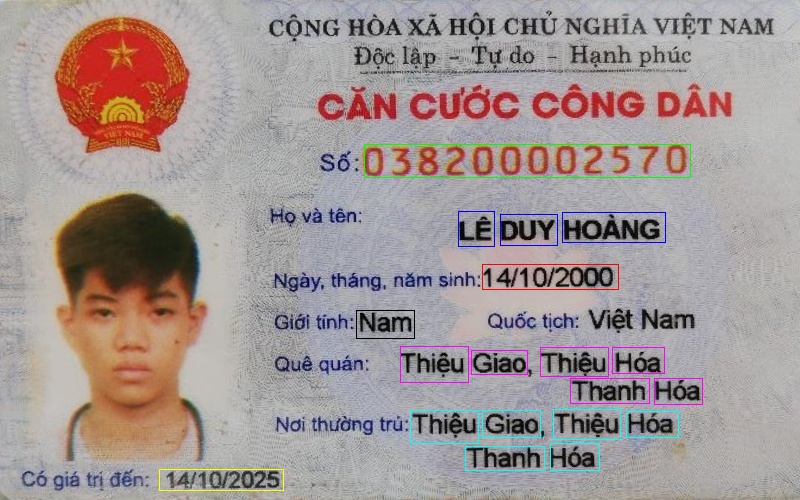 CỘNG HÒA XÃ HỘI CHỦ NGHĨA VIỆT NAM
Độc lập - Tự do - Hạnh phúc
CĂN CƯỚC CÔNG DÂN
Số: 038200002570
Họ và tên:
LÊ DUY HOÀNG
Ngày, tháng, năm sinh: 14/10/2000
Giới tính: Nam Quốc tịch: Việt Nam
Quê quán: Thiệu Giao, Thiệu Hóa
Thanh Hóa
Nơi thường trú: Thiệu Giao, Thiệu Hóa
Thanh Hóa
Có giá trị đến: 14/10/2025